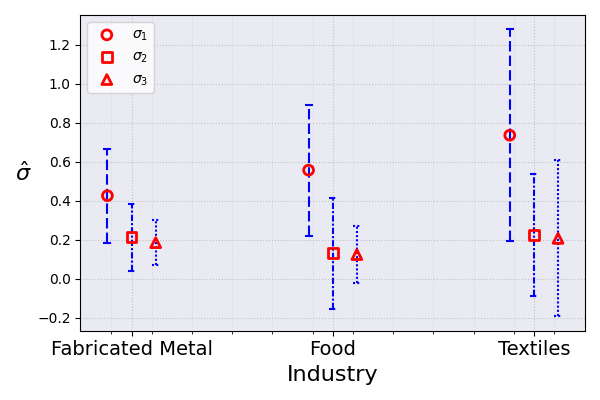 σ₁
σ₂
σ₃
1.2
1.0
0.8
0.6
0.4
0.2
0.0
−0.2
σ̂
Fabricated Metal Food Textiles
Industry